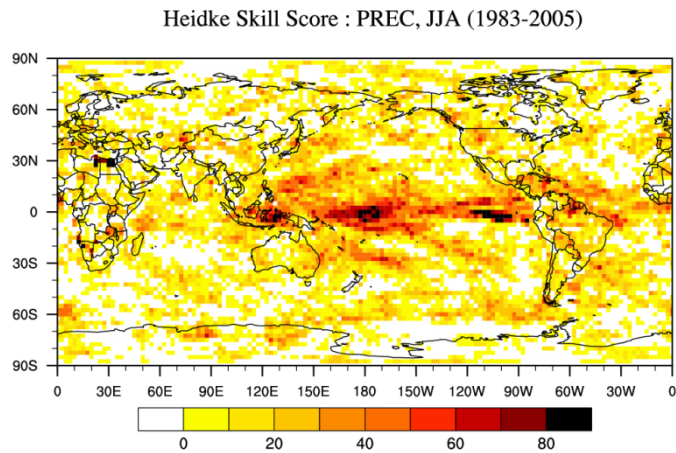 Heidke Skill Score : PREC, JJA (1983-2005)
90N
60N
30N
0
30S
60S
90S
0 30E 60E 90E 120E 150E 180 150W 120W 90W 60W 30W 0
0 20 40 60 80